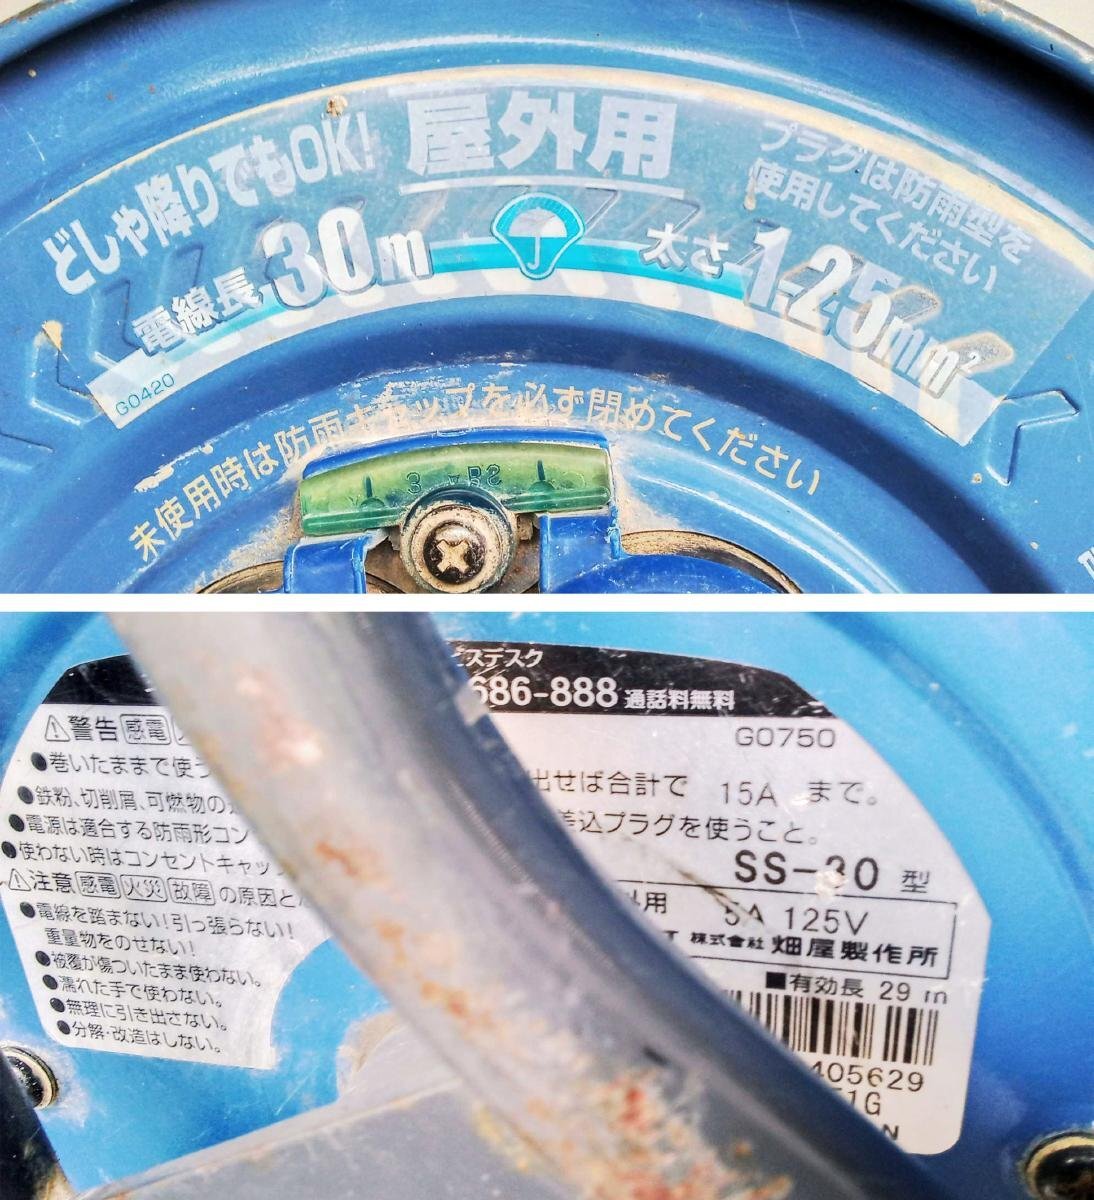 どしゃ降りでもOK!
屋外用
プラグは防雨型を
使用してください
電線長 30m
太さ 1.25mm²
G0420
未使用時は防雨キャップを必ず閉めてください
ビスデスク
686-888 通話料無料
G0750
⚠警告 感電
●巻いたままで使う
●鉄粉、切削屑、可燃物の
●電源は適合する防雨形コン
●使わない時はコンセントキャッ
⚠注意 感電 火災 故障 の原因と
●電線を踏まない!引っ張らない!
重量物をのせない!
●被覆が傷ついたまま使わない。
●濡れた手で使わない。
●無理に引き出さない。
●分解・改造はしない。
出せば合計で 15A まで。
差込プラグを使うこと。
SS-30 型
外用 5A 125V
株式会社 畑屋製作所
■有効長 29 m
405629
1G
N